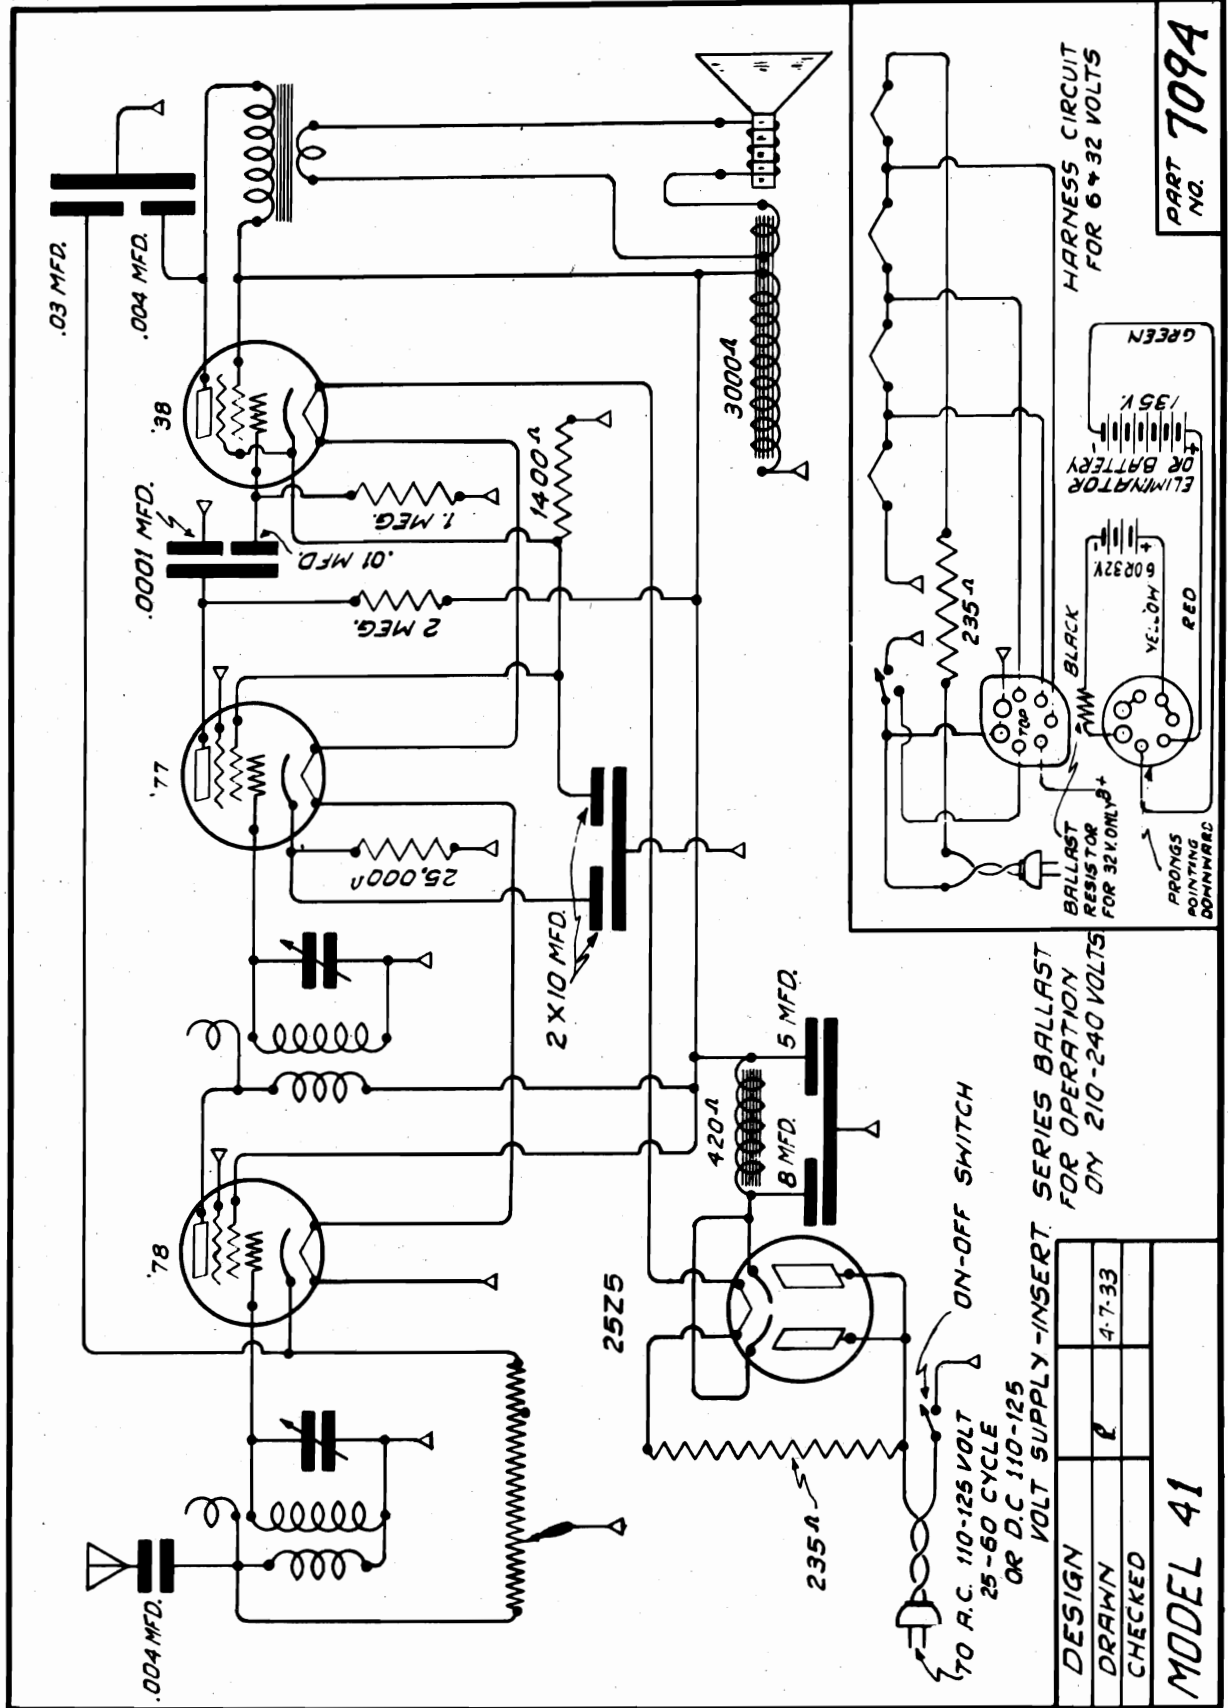 .004 MFD.
'78
'77
.0001 MFD.
.01 MFD.
'38
.03 MFD.
.004 MFD.
1. MEG.
2 MEG.
25,000Ω
1400Ω
2 X 10 MFD.
3000Ω
25Z5
420Ω
8 MFD.
5 MFD.
235Ω
ON-OFF SWITCH
TO A.C. 110-125 VOLT
25-60 CYCLE
OR D.C 110-125
VOLT SUPPLY-INSERT SERIES BALLAST
FOR OPERATION
ON 210-240 VOLTS
HARNESS CIRCUIT
FOR 6 & 32 VOLTS
235Ω
TOP
B+
BALLAST
RESISTOR
FOR 32V. ONLY
PRONGS
POINTING
DOWNWARD
BLACK
- +
6OR32V
YELLOW
RED
GREEN
ELIMINATOR
OR BATTERY
135 V.
- +
DESIGN
DRAWN R 4-7-33
CHECKED
MODEL 41
PART
NO. 7094